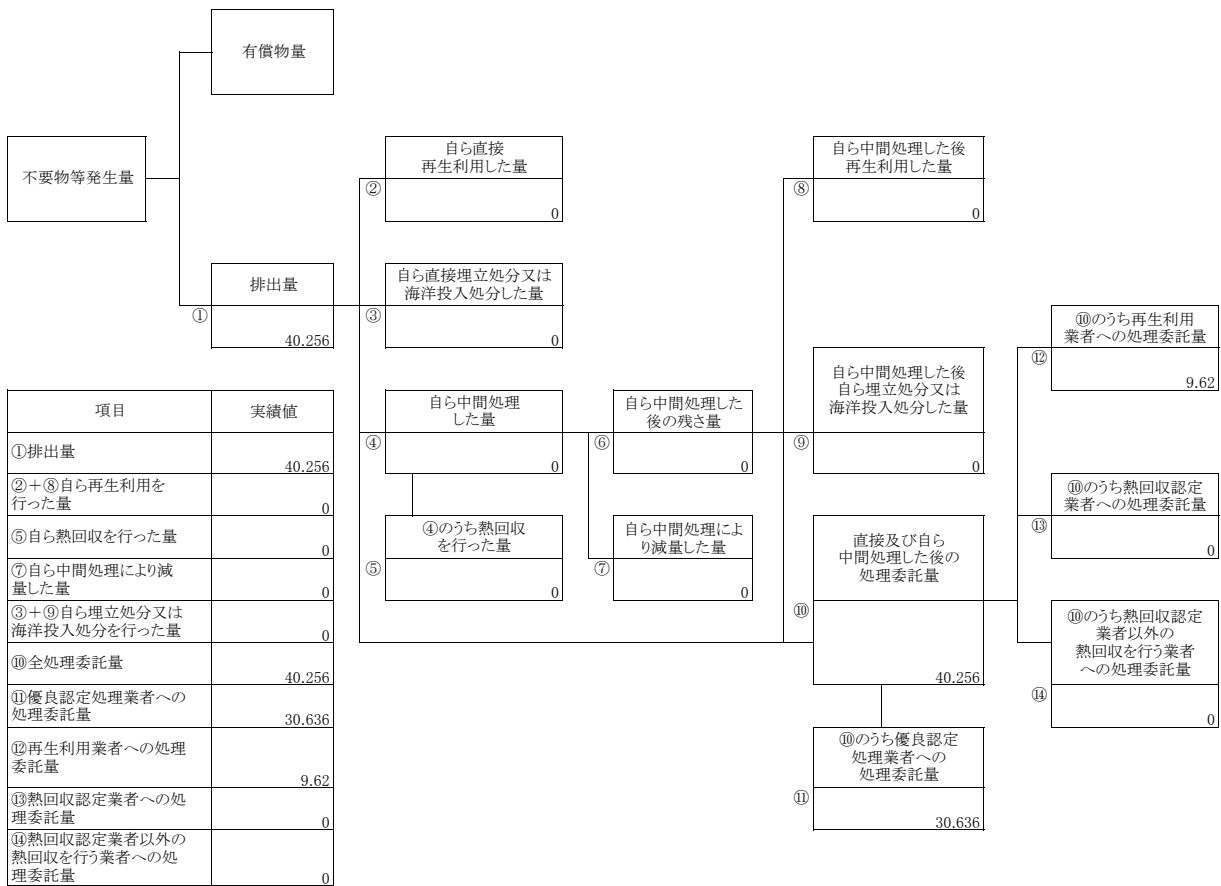 有償物量
不要物等発生量
自ら直接
再生利用した量
②
0
自ら中間処理した後
再生利用した量
⑧
0
排出量
①
40.256
自ら直接埋立処分又は
海洋投入処分した量
③
0
⑩のうち再生利用
業者への処理委託量
⑫
9.62
自ら中間処理
した量
④
0
自ら中間処理した
後の残さ量
⑥
0
自ら中間処理した後
自ら埋立処分又は
海洋投入処分した量
⑨
0
⑩のうち熱回収認定
業者への処理委託量
⑬
0
④のうち熱回収
を行った量
⑤
0
自ら中間処理によ
り減量した量
⑦
0
直接及び自ら
中間処理した後の
処理委託量
⑩
40.256
⑩のうち熱回収認定
業者以外の
熱回収を行う業者
への処理委託量
⑭
0
⑩のうち優良認定
処理業者への
処理委託量
⑪
30.636
項目
実績値
①排出量
40.256
②＋⑧自ら再生利用を
行った量
0
⑤自ら熱回収を行った量
0
⑦自ら中間処理により減
量した量
0
③＋⑨自ら埋立処分又は
海洋投入処分を行った量
0
⑩全処理委託量
40.256
⑪優良認定処理業者への
処理委託量
30.636
⑫再生利用業者への処理
委託量
9.62
⑬熱回収認定業者への処
理委託量
0
⑭熱回収認定業者以外の
熱回収を行う業者への処
理委託量
0